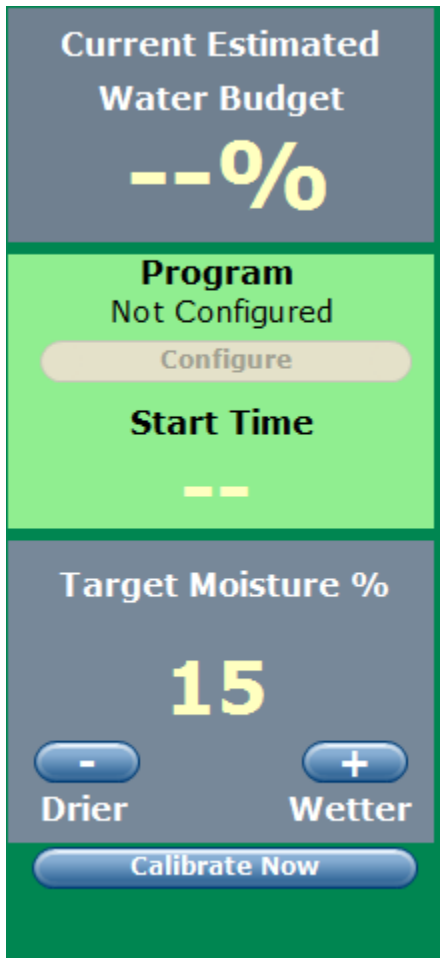 Current Estimated
Water Budget
--%
Program
Not Configured
Configure
Start Time
--
Target Moisture %
15
- +
Drier Wetter
Calibrate Now